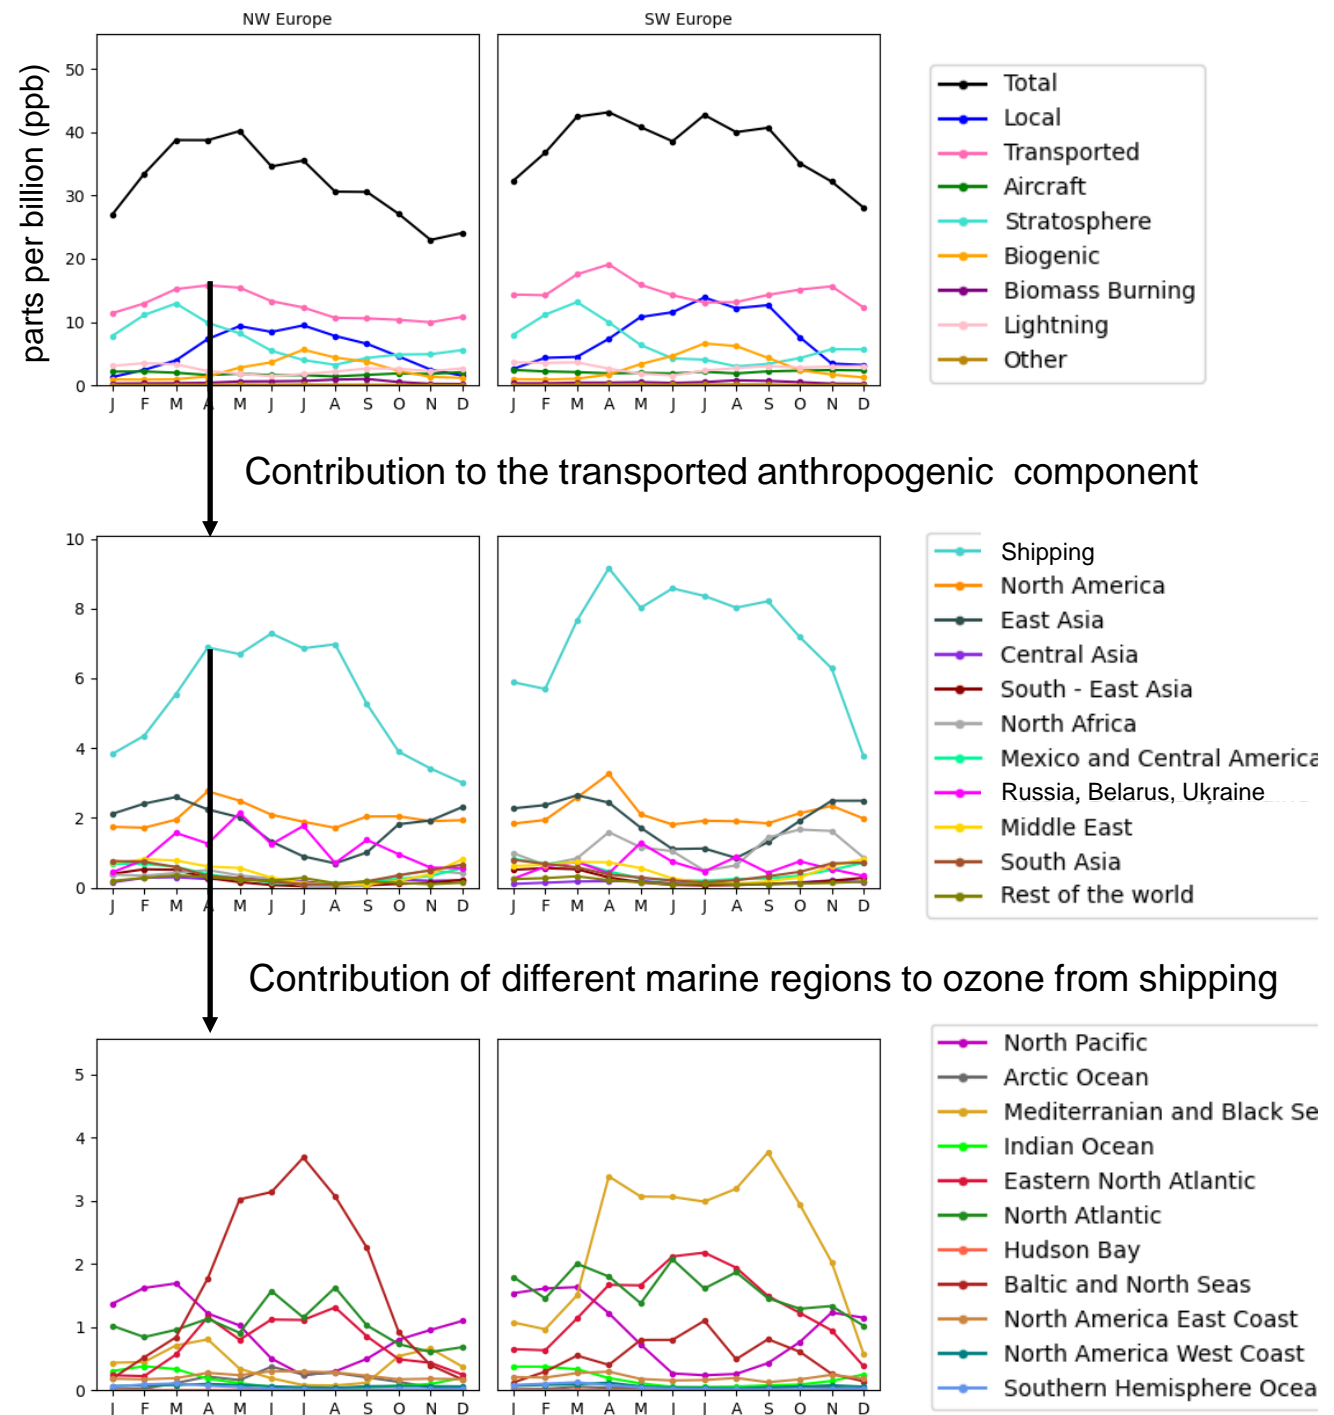 NW Europe
SW Europe
parts per billion (ppb)
50
40
30
20
10
0
J F M A M J J A S O N D
J F M A M J J A S O N D
Total
Local
Transported
Aircraft
Stratosphere
Biogenic
Biomass Burning
Lightning
Other
Contribution to the transported anthropogenic component
10
8
6
4
2
0
J F M A M J J A S O N D
J F M A M J J A S O N D
Shipping
North America
East Asia
Central Asia
South - East Asia
North Africa
Mexico and Central America
Russia, Belarus, Ukraine
Middle East
South Asia
Rest of the world
Contribution of different marine regions to ozone from shipping
5
4
3
2
1
0
J F M A M J J A S O N D
J F M A M J J A S O N D
North Pacific
Arctic Ocean
Mediterranian and Black Se
Indian Ocean
Eastern North Atlantic
North Atlantic
Hudson Bay
Baltic and North Seas
North America East Coast
North America West Coast
Southern Hemisphere Ocea